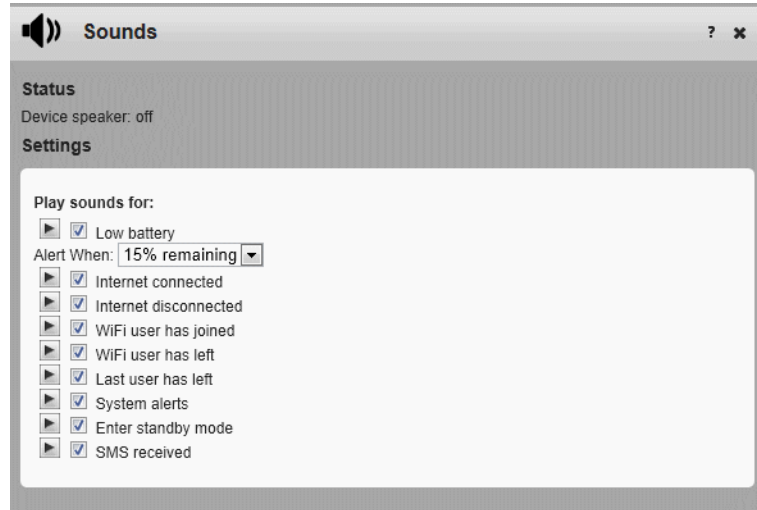 Sounds ? ✖
Status
Device speaker: off
Settings
Play sounds for:
Low battery
Alert When: 15% remaining
Internet connected
Internet disconnected
WiFi user has joined
WiFi user has left
Last user has left
System alerts
Enter standby mode
SMS received